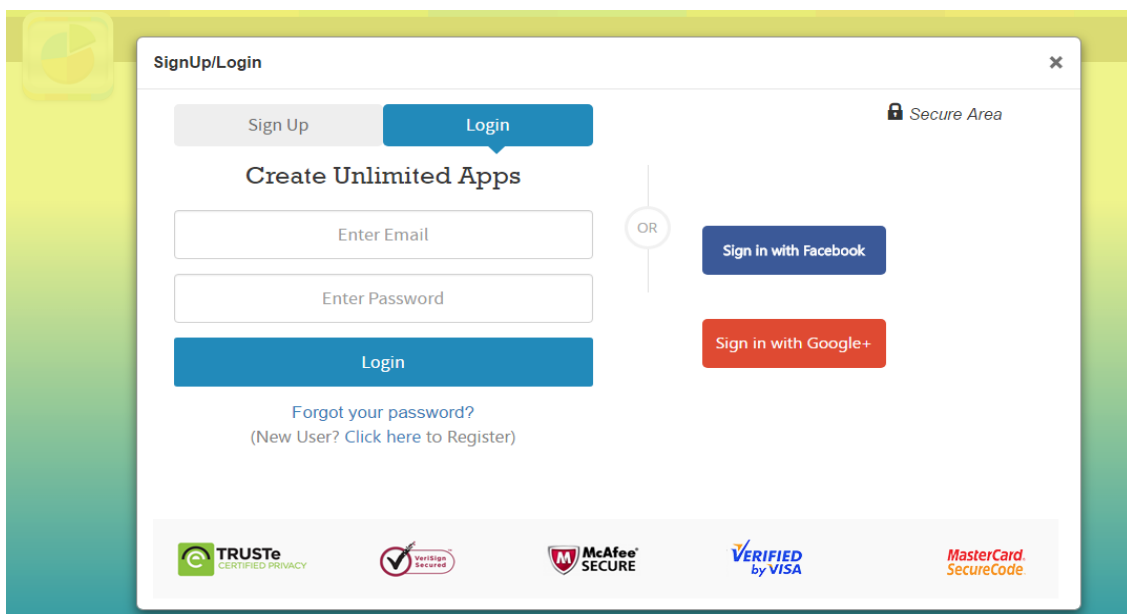 SignUp/Login
×
Sign Up
Login
Secure Area
Create Unlimited Apps
Enter Email
OR
Sign in with Facebook
Enter Password
Sign in with Google+
Login
Forgot your password?
(New User? Click here to Register)
TRUSTe
CERTIFIED PRIVACY
VeriSign
Secured
McAfee
SECURE
VERIFIED
by VISA
MasterCard.
SecureCode.